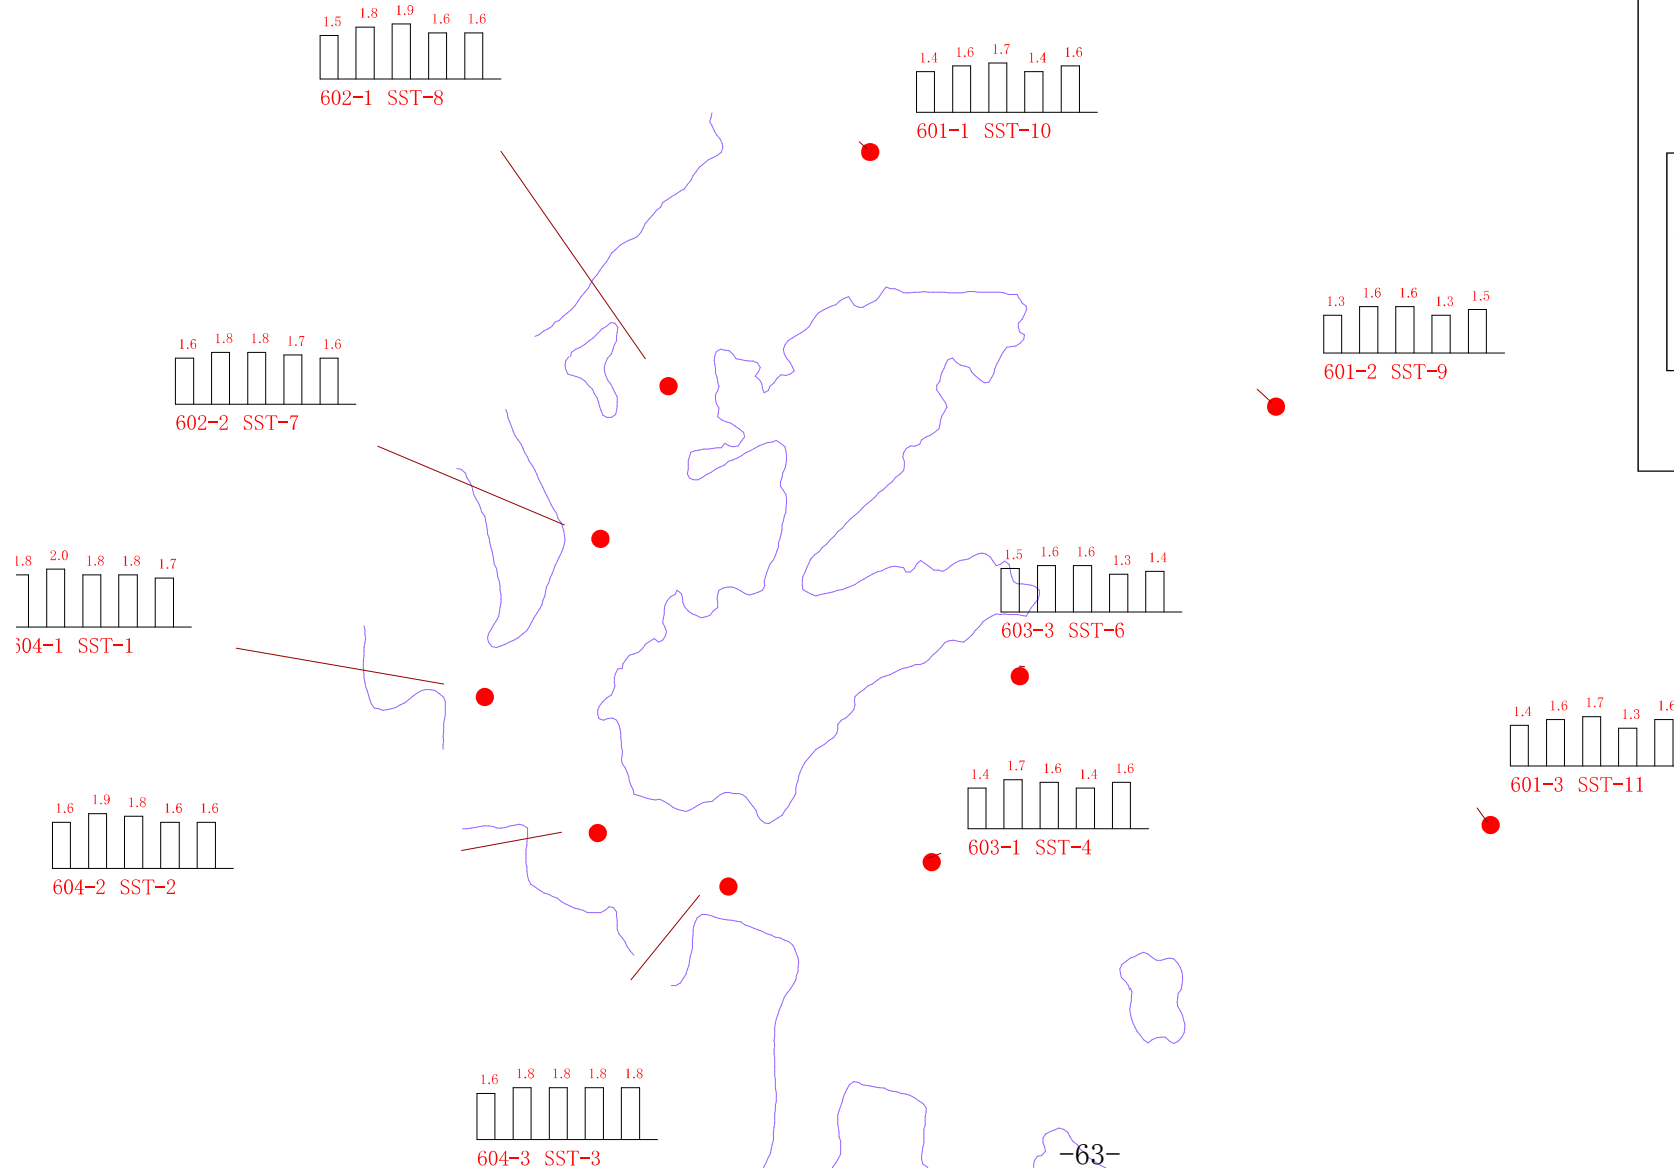 1.5 1.8 1.9 1.6 1.6
602-1 SST-8
1.4 1.6 1.7 1.4 1.6
601-1 SST-10
1.3 1.6 1.6 1.3 1.5
601-2 SST-9
1.6 1.8 1.8 1.7 1.6
602-2 SST-7
1.8 2.0 1.8 1.8 1.7
604-1 SST-1
1.5 1.6 1.6 1.3 1.4
603-3 SST-6
1.4 1.6 1.7 1.3 1.6
601-3 SST-11
1.4 1.7 1.6 1.4 1.6
603-1 SST-4
1.6 1.9 1.8 1.6 1.6
604-2 SST-2
1.6 1.8 1.8 1.8 1.8
604-3 SST-3
-63-